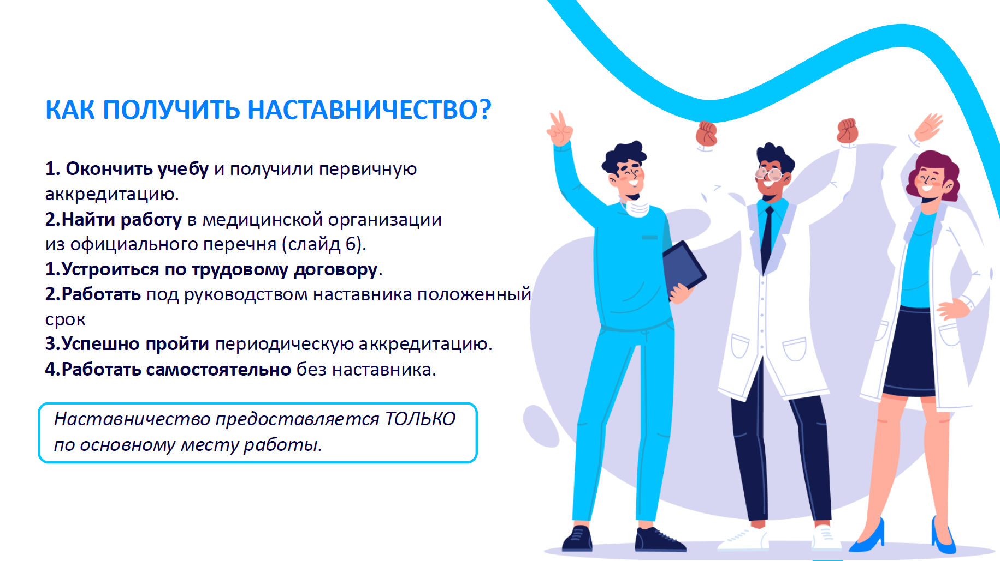 КАК ПОЛУЧИТЬ НАСТАВНИЧЕСТВО?
1. Окончить учебу и получили первичную
аккредитацию.
2.Найти работу в медицинской организации
из официального перечня (слайд 6).
1.Устроиться по трудовому договору.
2.Работать под руководством наставника положенный
срок
3.Успешно пройти периодическую аккредитацию.
4.Работать самостоятельно без наставника.
Наставничество предоставляется ТОЛЬКО
по основному месту работы.